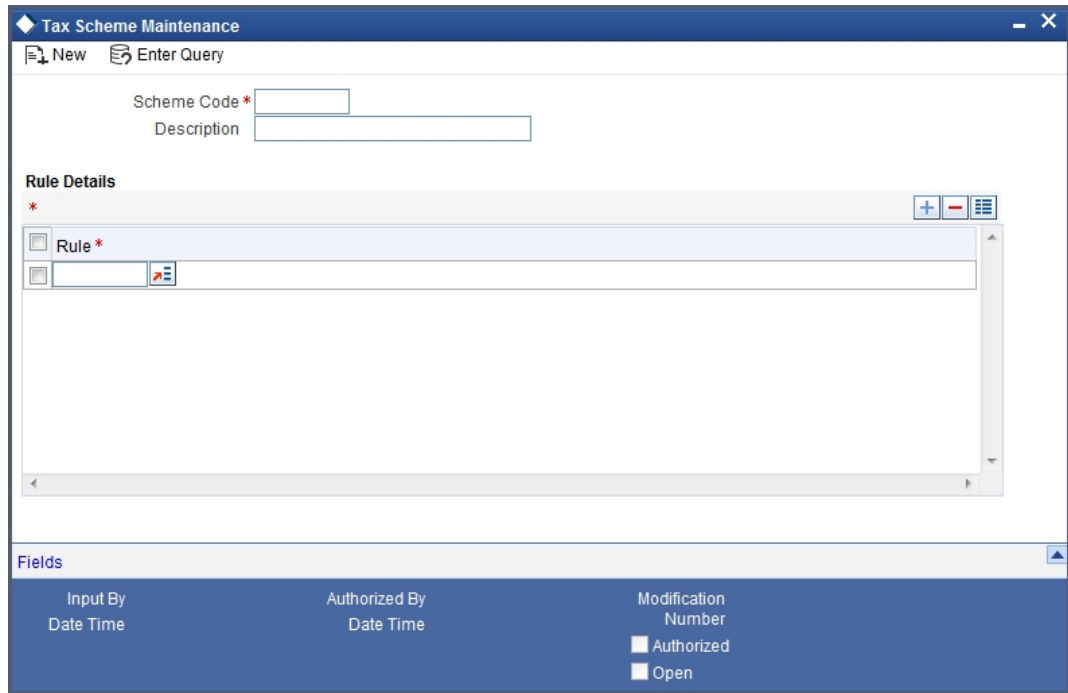 Tax Scheme Maintenance
New Enter Query
Scheme Code *
Description
Rule Details
*
Rule *
Fields
Input By Authorized By Modification
Number
Date Time Date Time
Authorized
Open